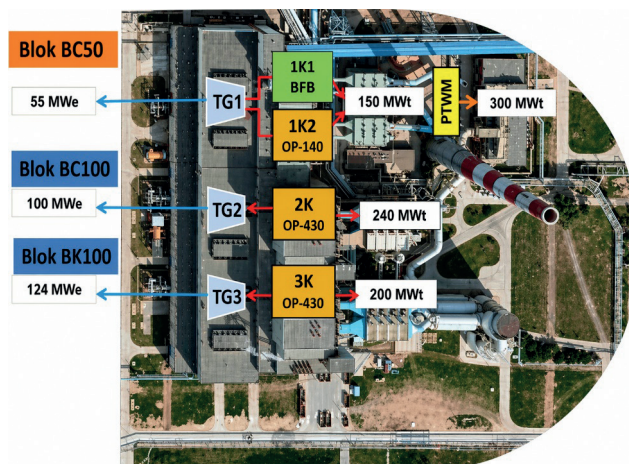 Blok BC50
55 MWe
TG1
1K1
BFB
1K2
OP-140
150 MWt
PTWM
300 MWt
Blok BC100
100 MWe
TG2
2K
OP-430
240 MWt
Blok BK100
124 MWe
TG3
3K
OP-430
200 MWt